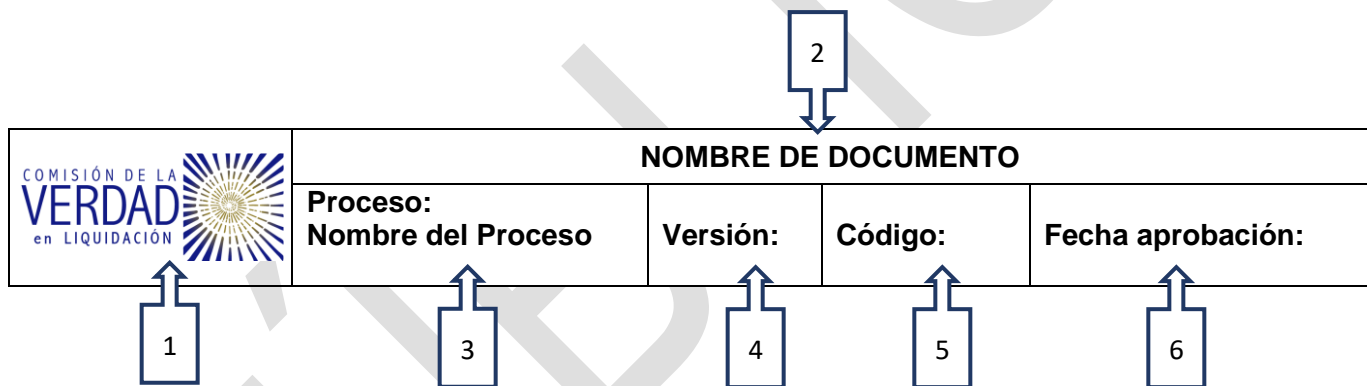 2
NOMBRE DE DOCUMENTO
COMISIÓN DE LA
VERDAD
en LIQUIDACIÓN
Proceso:
Nombre del Proceso
Versión:
Código:
Fecha aprobación:
1
3
4
5
6